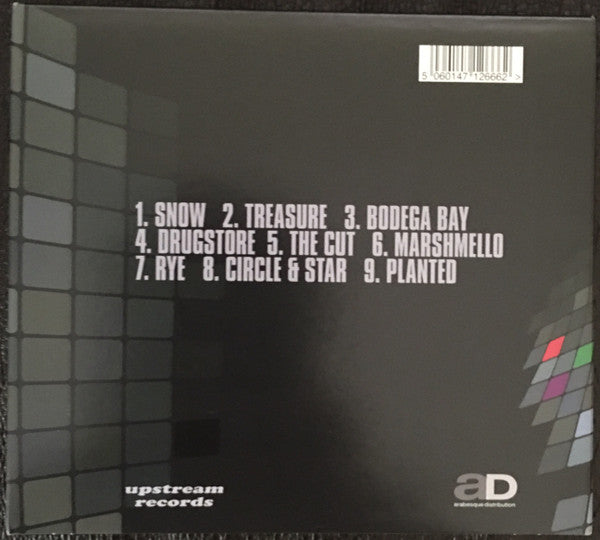 5 060147 126662 >
1. SNOW 2. TREASURE 3. BODEGA BAY
4. DRUGSTORE 5. THE CUT 6. MARSHMELLO
7. RYE 8. CIRCLE & STAR 9. PLANTED
upstream
records
aD
arabesque distribution